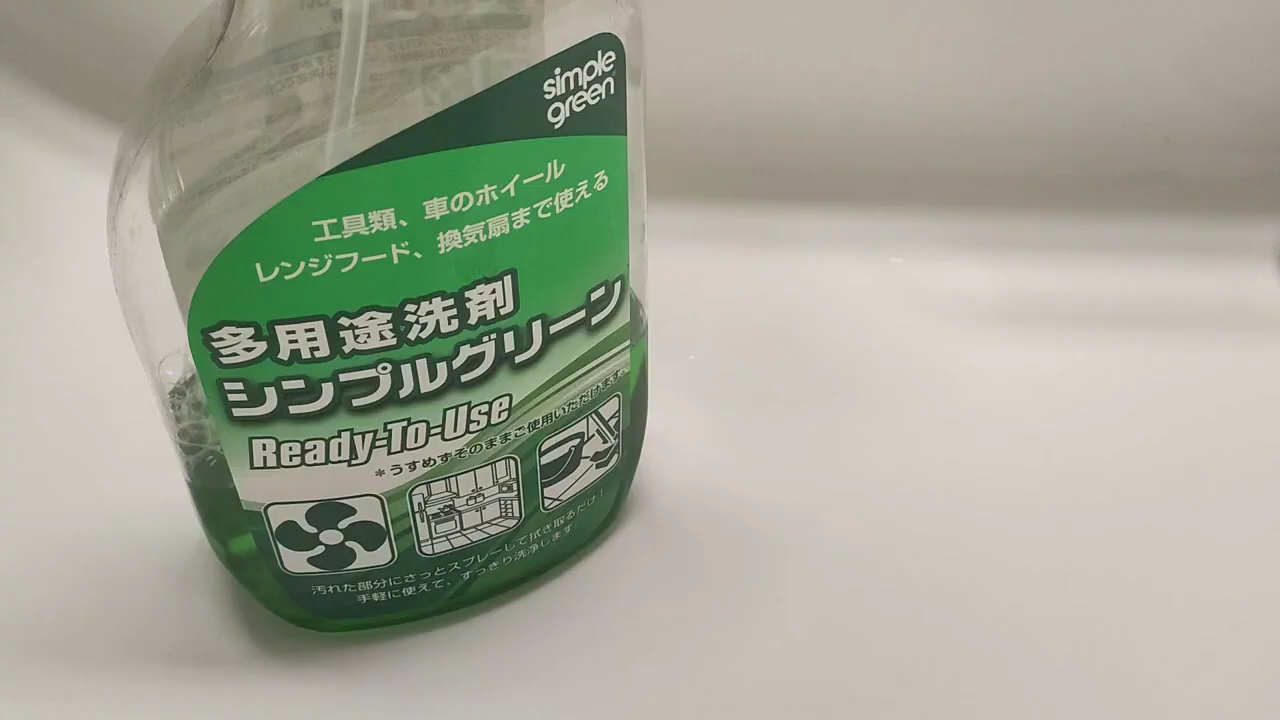 simple
green
工具類、車のホイール
レンジフード、換気扇まで使える
多用途洗剤
シンプルグリーン
Ready-To-Use
＊うすめずそのままご使用いただけます。
汚れた部分にさっとスプレーして拭き取るだけ！
手軽に使えて、すっきり洗浄します